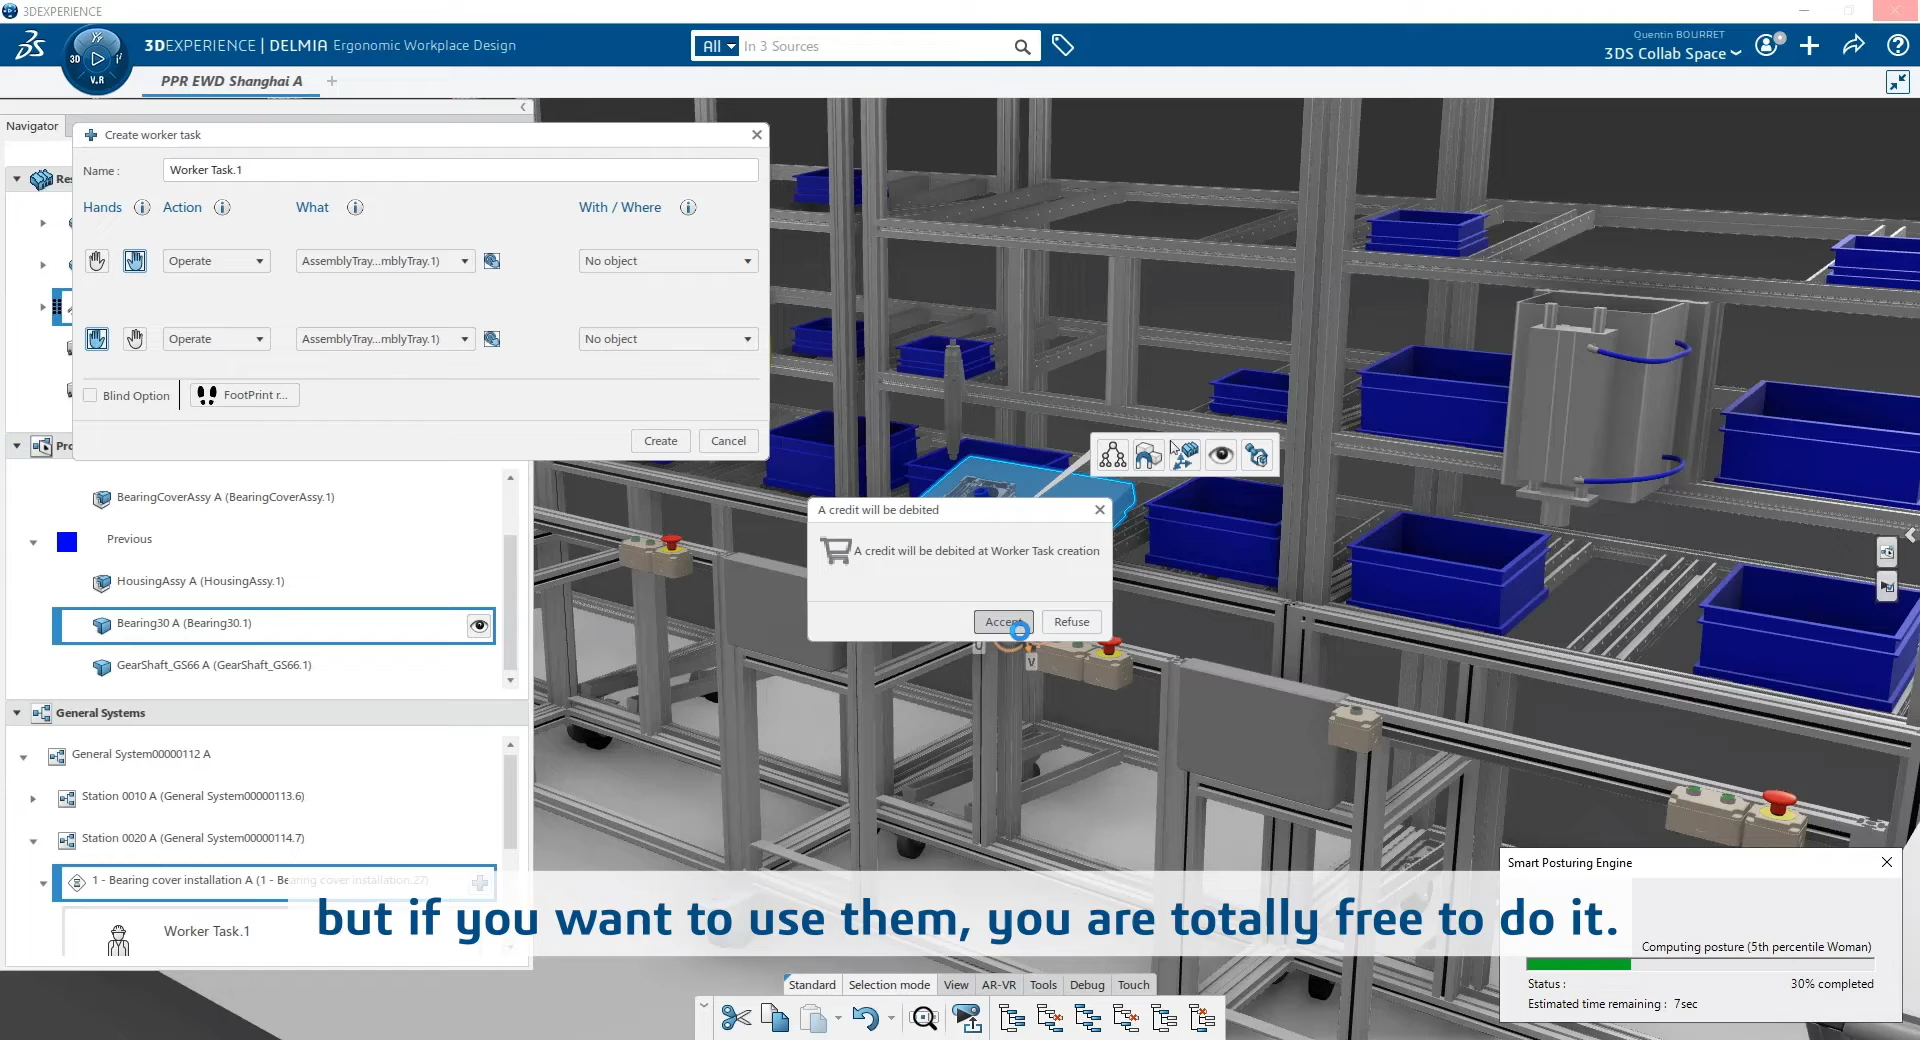 3DEXPERIENCE
3DEXPERIENCE | DELMIA Ergonomic Workplace Design
3D
V.R
All
In 3 Sources
Quentin BOURRET
3DS Collab Space
PPR EWD Shanghai A
Navigator
Create worker task
Name :
Worker Task.1
Hands
Action
What
With / Where
Operate
AssemblyTray...mblyTray.1)
No object
Operate
AssemblyTray...mblyTray.1)
No object
Blind Option
FootPrint r...
Create
Cancel
BearingCoverAssy A (BearingCoverAssy.1)
Previous
HousingAssy A (HousingAssy.1)
Bearing30 A (Bearing30.1)
GearShaft_GS66 A (GearShaft_GS66.1)
A credit will be debited
A credit will be debited at Worker Task creation
Accept
Refuse
U
V
General Systems
General System00000112 A
Station 0010 A (General System00000113.6)
Station 0020 A (General System00000114.7)
1 - Bearing cover installation A (1 - Bearing cover installation.27)
Worker Task.1
but if you want to use them, you are totally free to do it.
Smart Posturing Engine
Computing posture (5th percentile Woman)
Status :
30% completed
Estimated time remaining : 7sec
Standard
Selection mode
View
AR-VR
Tools
Debug
Touch